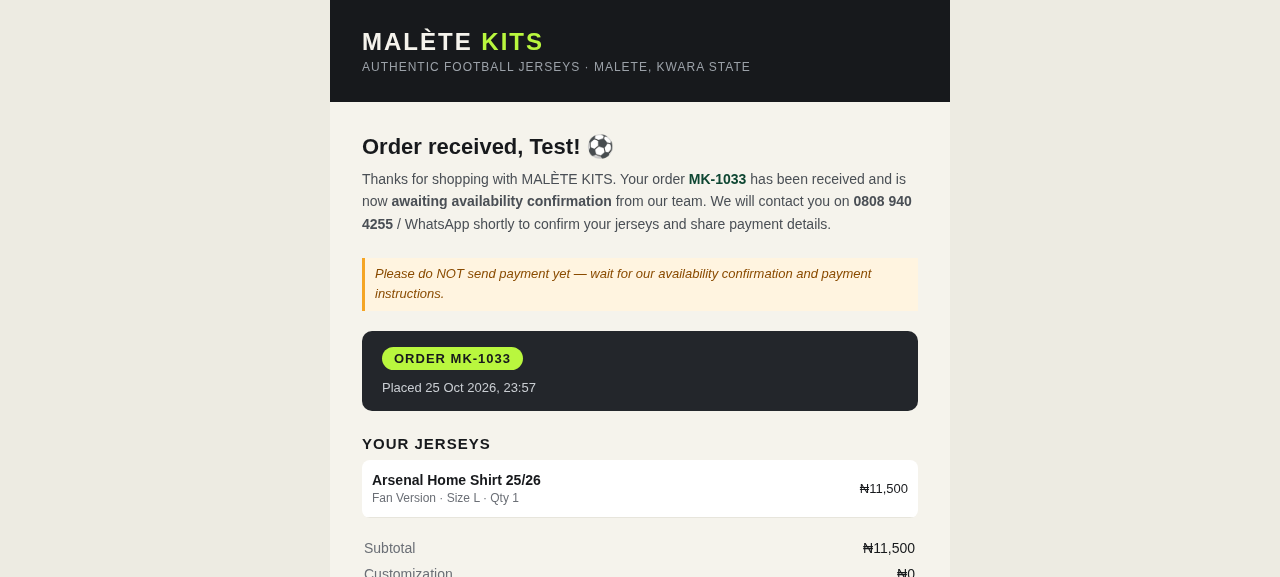 MALÈTE KITS
AUTHENTIC FOOTBALL JERSEYS · MALETE, KWARA STATE
Order received, Test! ⚽
Thanks for shopping with MALÈTE KITS. Your order MK-1033 has been received and is
now awaiting availability confirmation from our team. We will contact you on 0808 940
4255 / WhatsApp shortly to confirm your jerseys and share payment details.
Please do NOT send payment yet — wait for our availability confirmation and payment
instructions.
ORDER MK-1033
Placed 25 Oct 2026, 23:57
YOUR JERSEYS
Arsenal Home Shirt 25/26
Fan Version · Size L · Qty 1
₦11,500
Subtotal ₦11,500
Customization ₦0